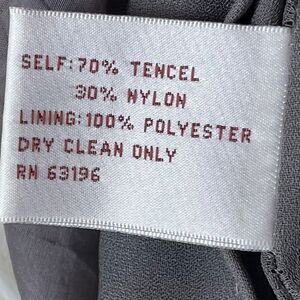 SELF:70% TENCEL
30% NYLON
LINING:100% POLYESTER
DRY CLEAN ONLY
RN 63196